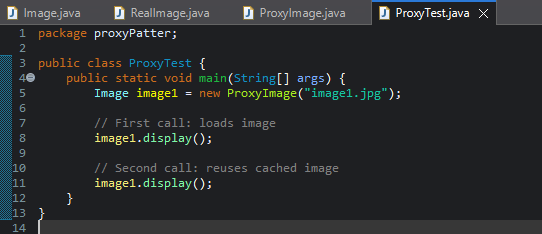 Image.java RealImage.java ProxyImage.java ProxyTest.java
1 package proxyPatter;
2
3 public class ProxyTest {
4 public static void main(String[] args) {
5 Image image1 = new ProxyImage("image1.jpg");
6
7 // First call: loads image
8 image1.display();
9
10 // Second call: reuses cached image
11 image1.display();
12 }
13 }
14